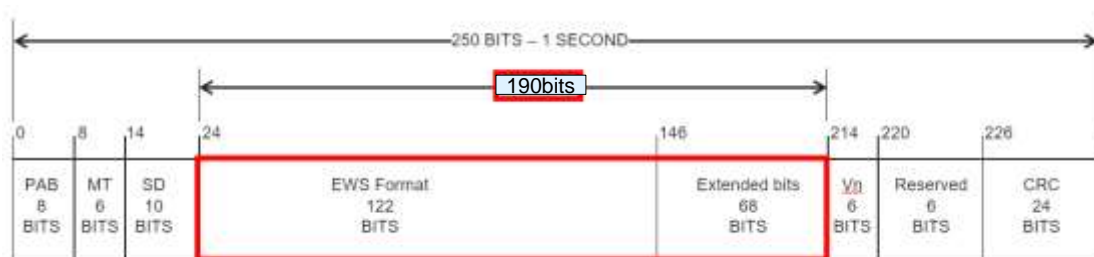 250 BITS – 1 SECOND
190bits
0 8 14 24 146 214 220 226
PAB MT SD EWS Format Extended bits Vn Reserved CRC
8 6 10 122 68 6 6 24
BITS BITS BITS BITS BITS BITS BITS BITS